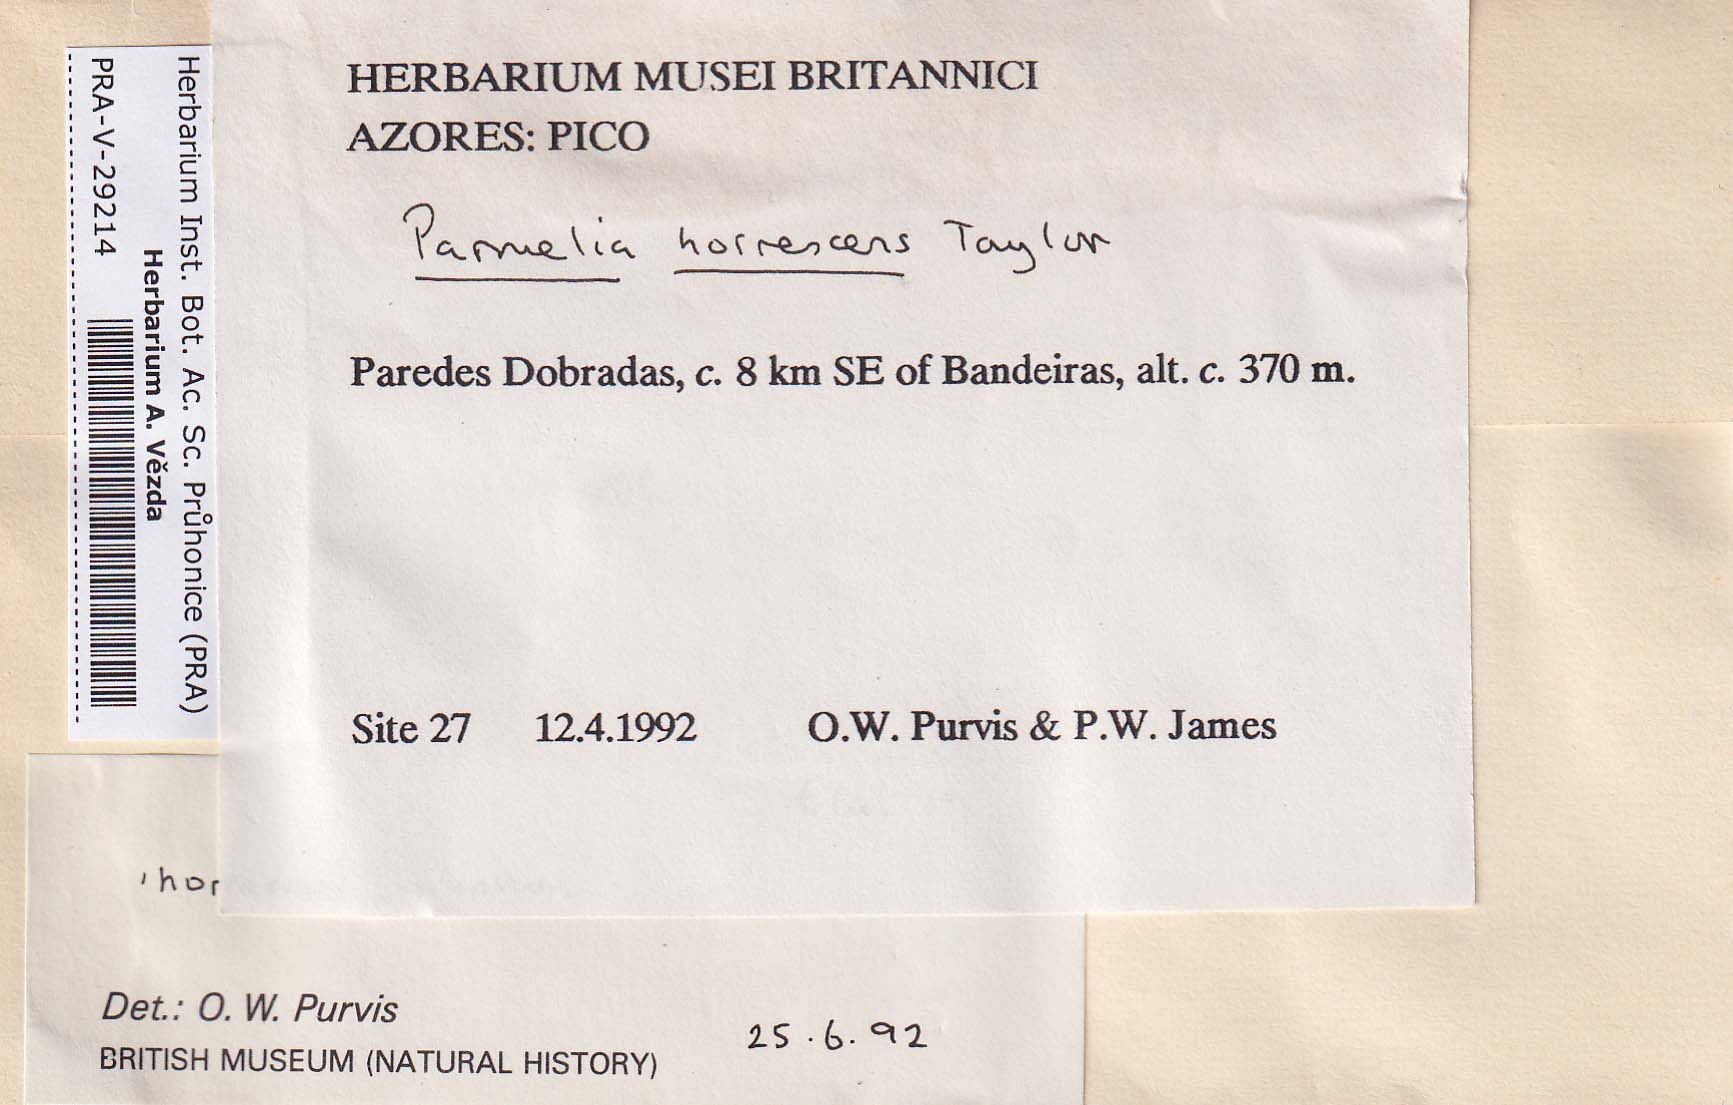 HERBARIUM MUSEI BRITANNICI
AZORES: PICO
Parmelia horrescens Taylor
Paredes Dobradas, c. 8 km SE of Bandeiras, alt. c. 370 m.
Site 27 12.4.1992 O.W. Purvis & P.W. James
Herbarium Inst. Bot. Ac. Sc. Průhonice (PRA)
Herbarium A. Vězda
PRA-V-29214
hor
Det.: O. W. Purvis
25.6.92
BRITISH MUSEUM (NATURAL HISTORY)